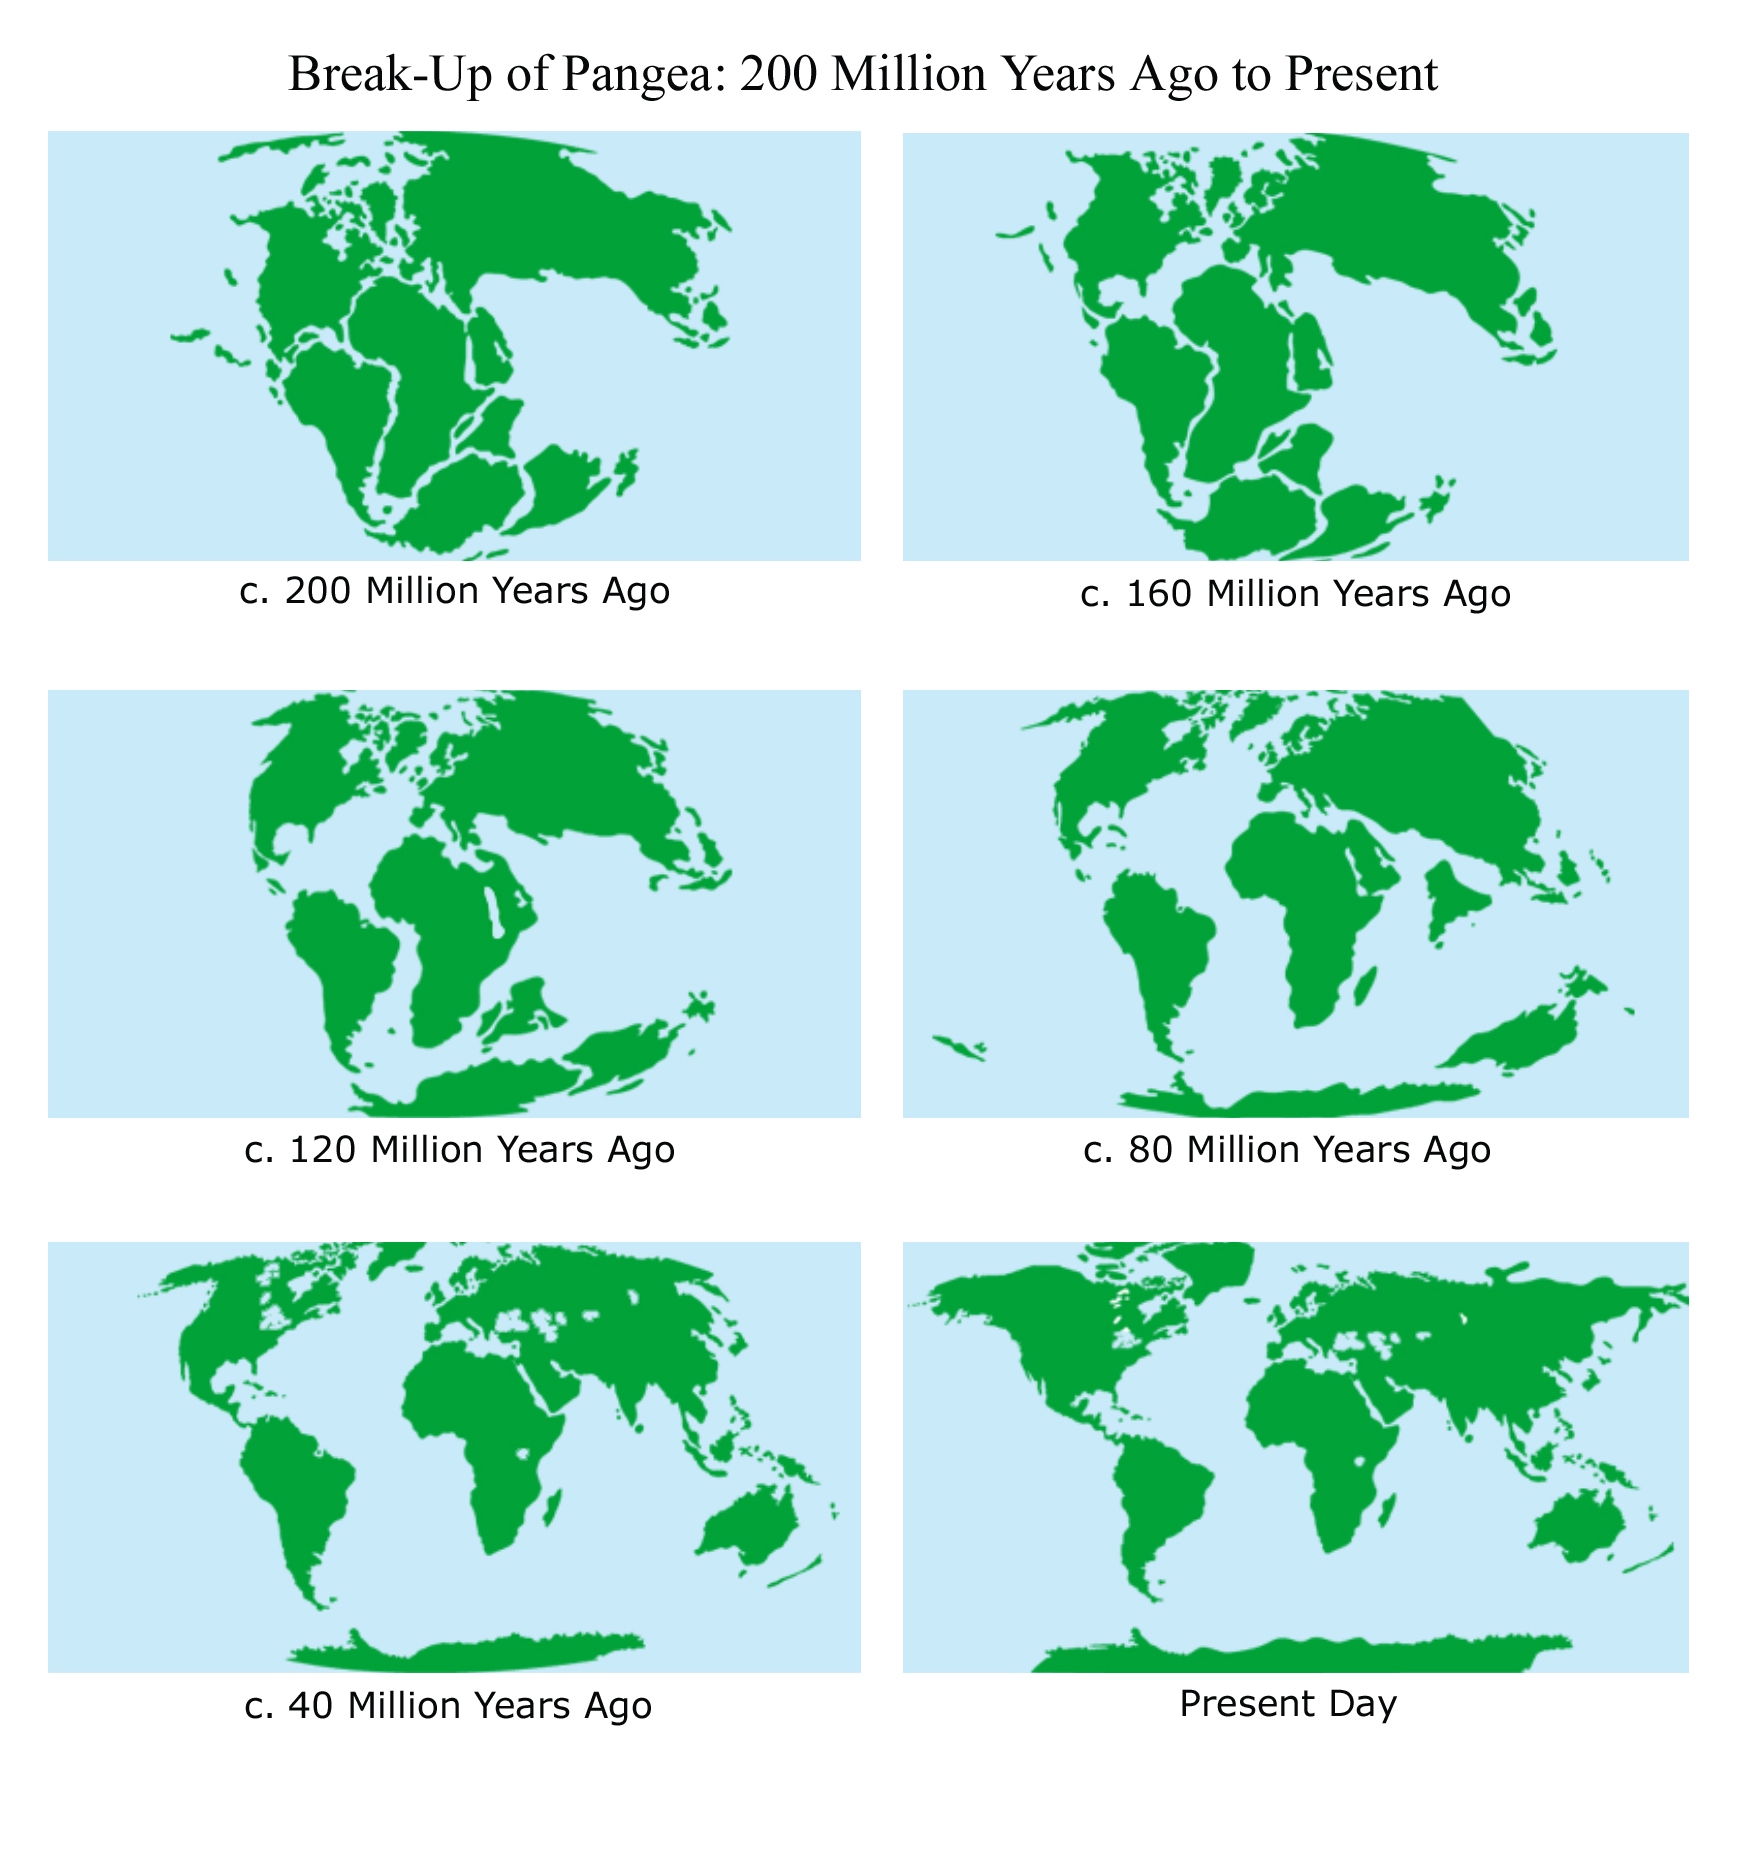 Break-Up of Pangea: 200 Million Years Ago to Present
c. 200 Million Years Ago
c. 160 Million Years Ago
c. 120 Million Years Ago
c. 80 Million Years Ago
c. 40 Million Years Ago
Present Day